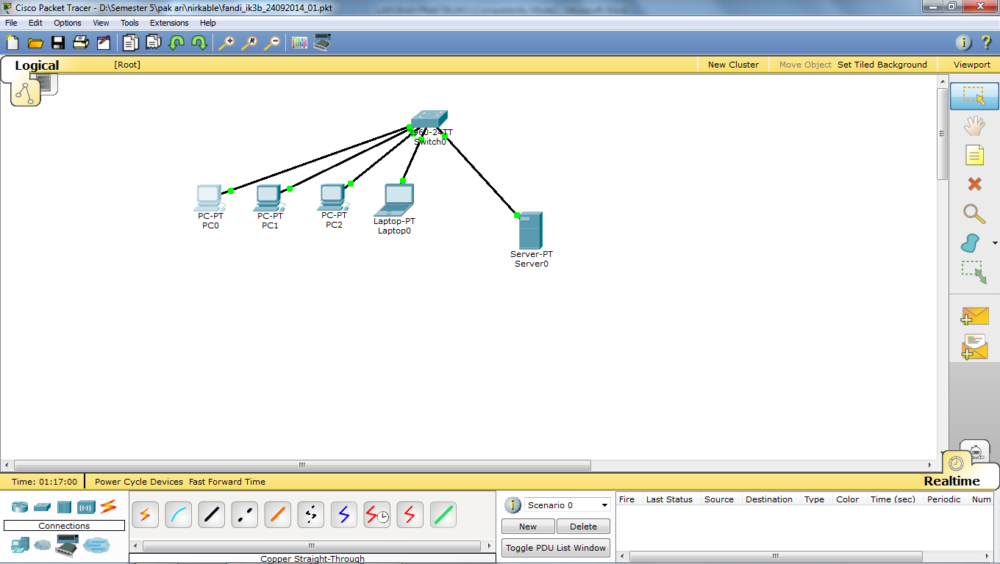 Cisco Packet Tracer - D:\Semester 5\pak ari\nirkable\fandi_ik3b_24092014_01.pkt
File Edit Options View Tools Extensions Help
Logical [Root] New Cluster Move Object Set Tiled Background Viewport
2960-24TT
Switch0
PC-PT
PC0
PC-PT
PC1
PC-PT
PC2
Laptop-PT
Laptop0
Server-PT
Server0
Time: 01:17:00 Power Cycle Devices Fast Forward Time
Realtime
Connections
Copper Straight-Through
Scenario 0
New Delete
Toggle PDU List Window
Fire Last Status Source Destination Type Color Time (sec) Periodic Num